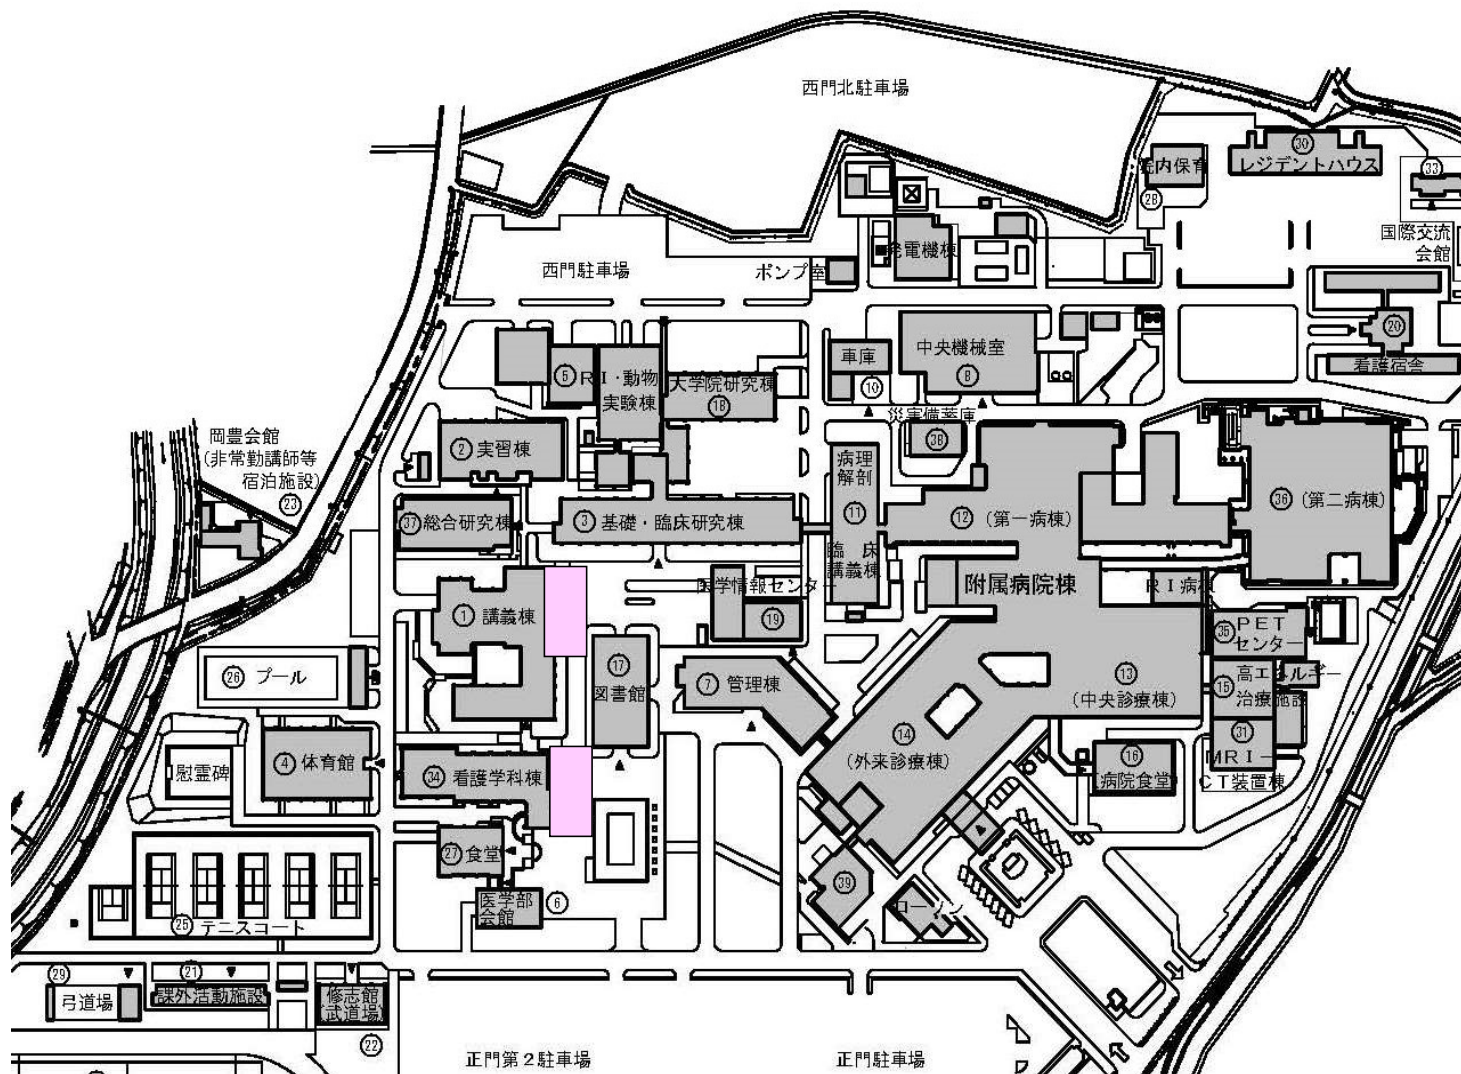 西門北駐車場
㉚
レジデントハウス
院内保育
㉘
㉝
国際交流
会館
発電機棟
西門駐車場
ポンプ室
⑳
看護宿舎
車庫
⑩
中央機械室
⑧
⑤ RI・動物
実験棟
大学院研究棟
⑱
災害備蓄庫
㊳
岡豊会館
(非常勤講師等
宿泊施設)
㉓
② 実習棟
病理
解剖
⑪
臨床
講義棟
㊱ (第二病棟)
㊲ 総合研究棟
③ 基礎・臨床研究棟
⑫ (第一病棟)
附属病院棟
医学情報センター
⑲
RI病棟
① 講義棟
㉟ PET
センター
⑰
図書館
㉖ プール
⑦ 管理棟
⑬
(中央診療棟)
高エネルギー
⑮ 治療施設
⑭
(外来診療棟)
㉛
MRI-
CT装置棟
⑯
(病院食堂)
慰霊碑
④ 体育館
㉞ 看護学科棟
㉗ 食堂
㊴
ローソン
医学部
会館
⑥
㉕ テニスコート
㉙
弓道場
㉑
課外活動施設
修志館
(武道場)
㉒
正門第2駐車場
正門駐車場